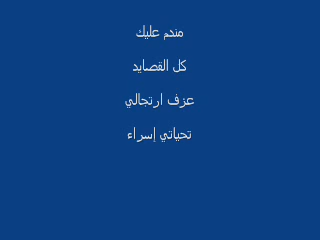 مندم عليك
كل القصايد
عزف ارتجالي
تحياتي إسراء